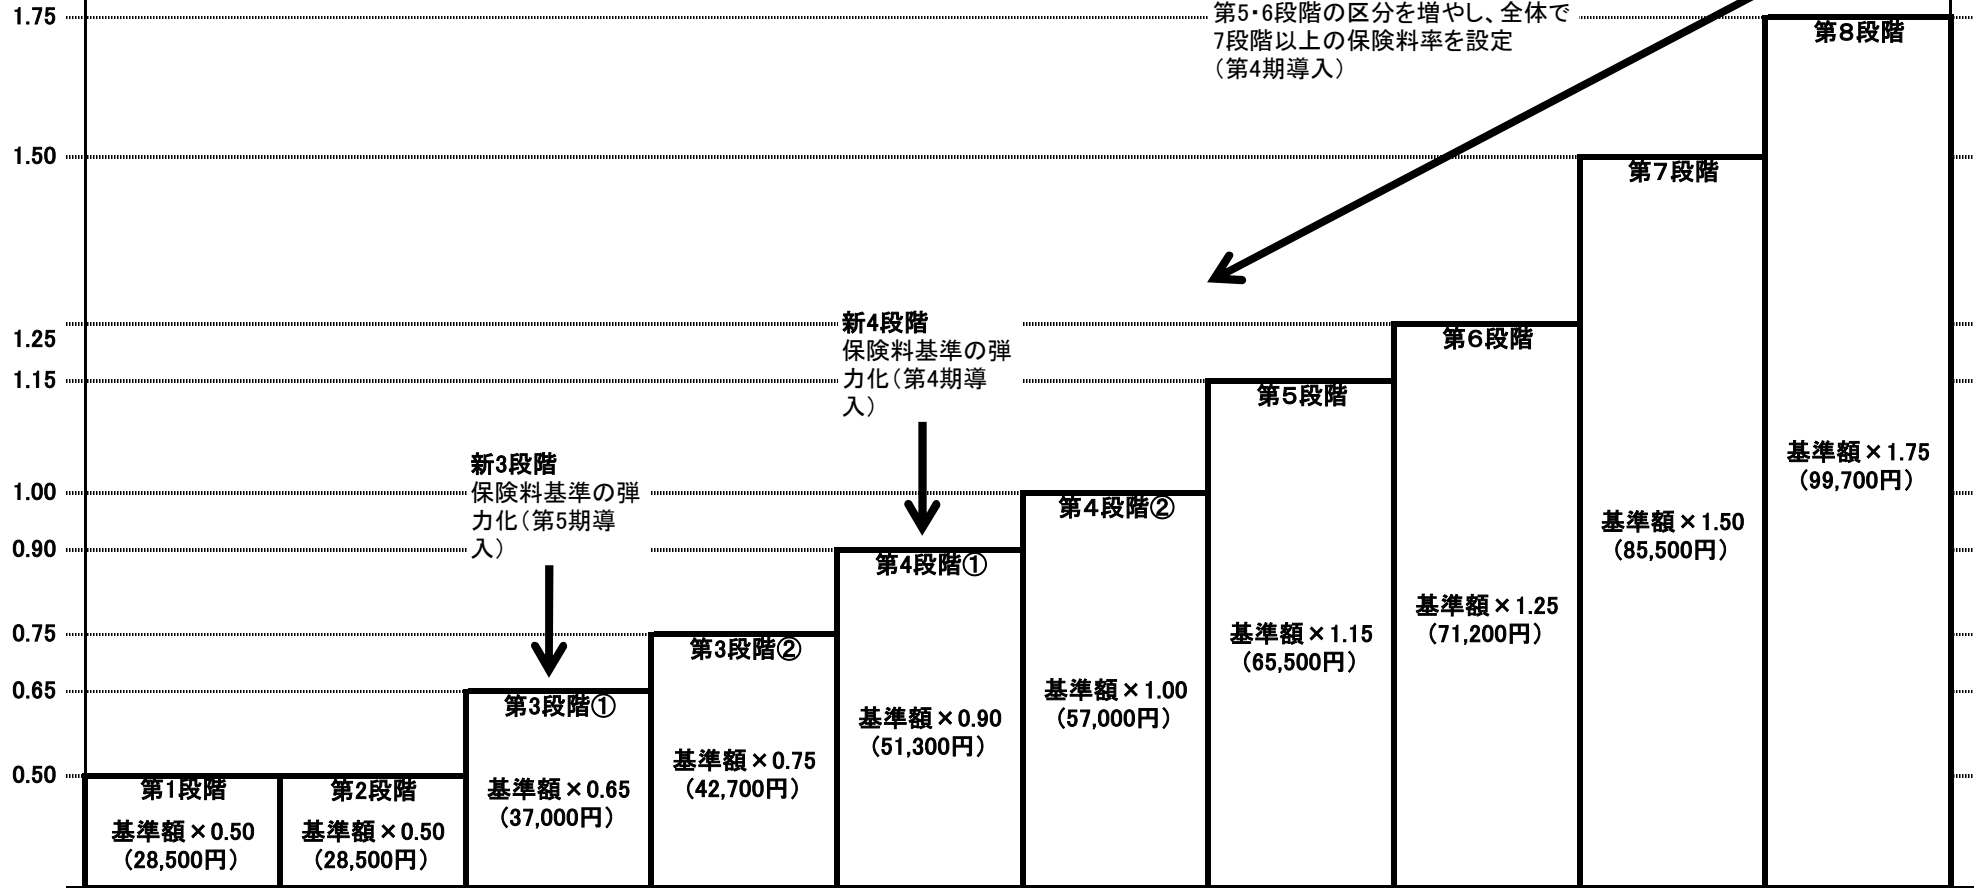 1.75
1.50
1.25
1.15
1.00
0.90
0.75
0.65
0.50
第5・6段階の区分を増やし、全体で
7段階以上の保険料率を設定
（第4期導入）
新4段階
保険料基準の弾
力化（第4期導
入）
新3段階
保険料基準の弾
力化（第5期導
入）
第1段階
基準額×0.50
（28,500円）
第2段階
基準額×0.50
（28,500円）
第3段階①
基準額×0.65
（37,000円）
第3段階②
基準額×0.75
（42,700円）
第4段階①
基準額×0.90
（51,300円）
第４段階②
基準額×1.00
（57,000円）
第５段階
基準額×1.15
（65,500円）
第６段階
基準額×1.25
（71,200円）
第７段階
基準額×1.50
（85,500円）
第８段階
基準額×1.75
（99,700円）